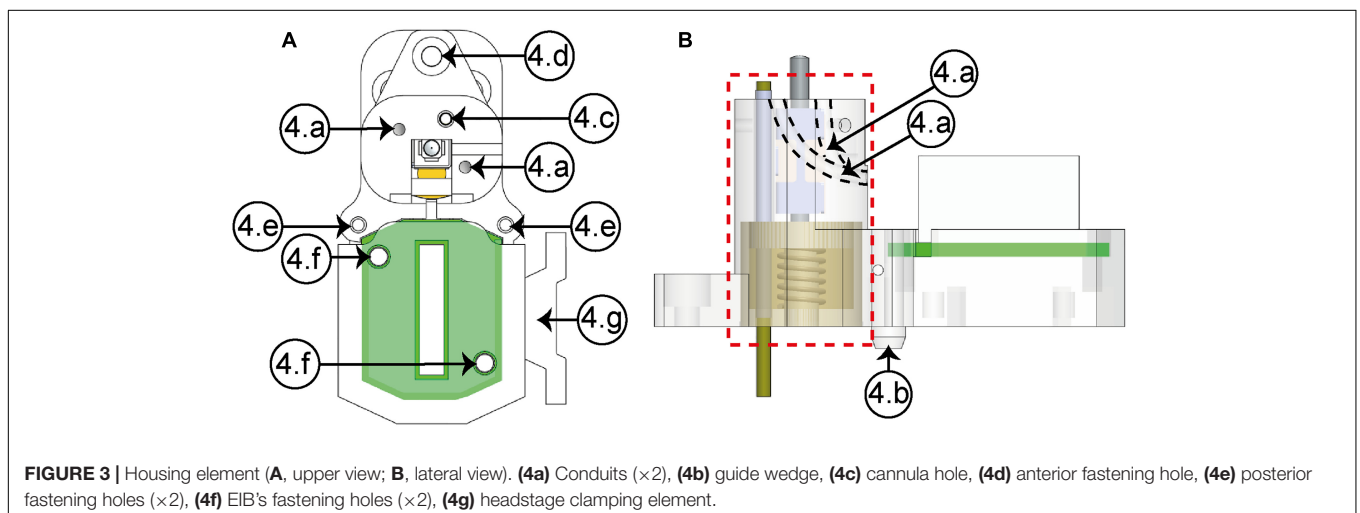 A
4.d
4.a
4.c
4.a
4.e
4.e
4.f
4.g
4.f
B
4.a
4.a
4.b
FIGURE 3 | Housing element (A, upper view; B, lateral view). (4a) Conduits (×2), (4b) guide wedge, (4c) cannula hole, (4d) anterior fastening hole, (4e) posterior
fastening holes (×2), (4f) EIB's fastening holes (×2), (4g) headstage clamping element.